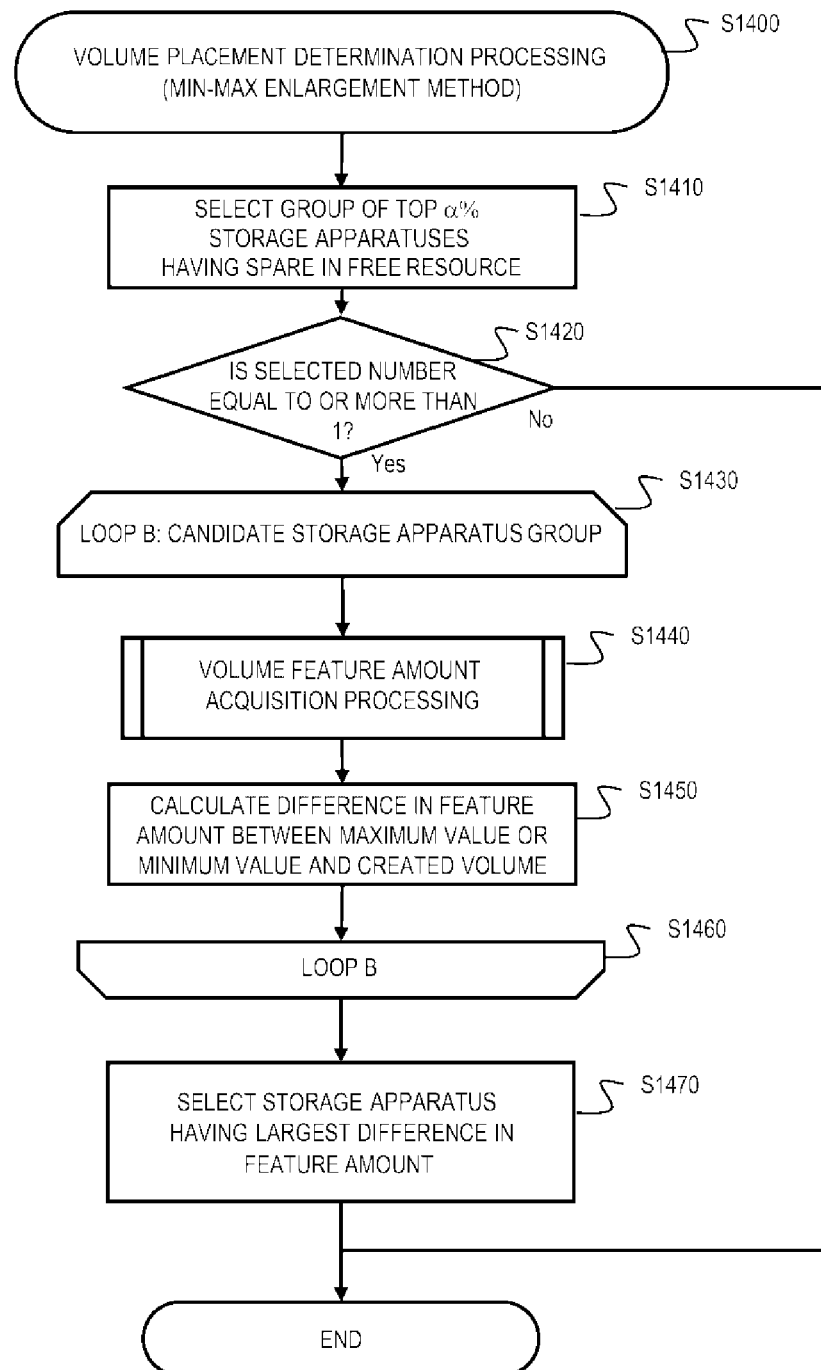 S1400
VOLUME PLACEMENT DETERMINATION PROCESSING
(MIN-MAX ENLARGEMENT METHOD)
S1410
SELECT GROUP OF TOP α%
STORAGE APPARATUSES
HAVING SPARE IN FREE RESOURCE
S1420
IS SELECTED NUMBER
EQUAL TO OR MORE THAN
1?
No
Yes
S1430
LOOP B: CANDIDATE STORAGE APPARATUS GROUP
S1440
VOLUME FEATURE AMOUNT
ACQUISITION PROCESSING
S1450
CALCULATE DIFFERENCE IN FEATURE
AMOUNT BETWEEN MAXIMUM VALUE OR
MINIMUM VALUE AND CREATED VOLUME
S1460
LOOP B
S1470
SELECT STORAGE APPARATUS
HAVING LARGEST DIFFERENCE IN
FEATURE AMOUNT
END